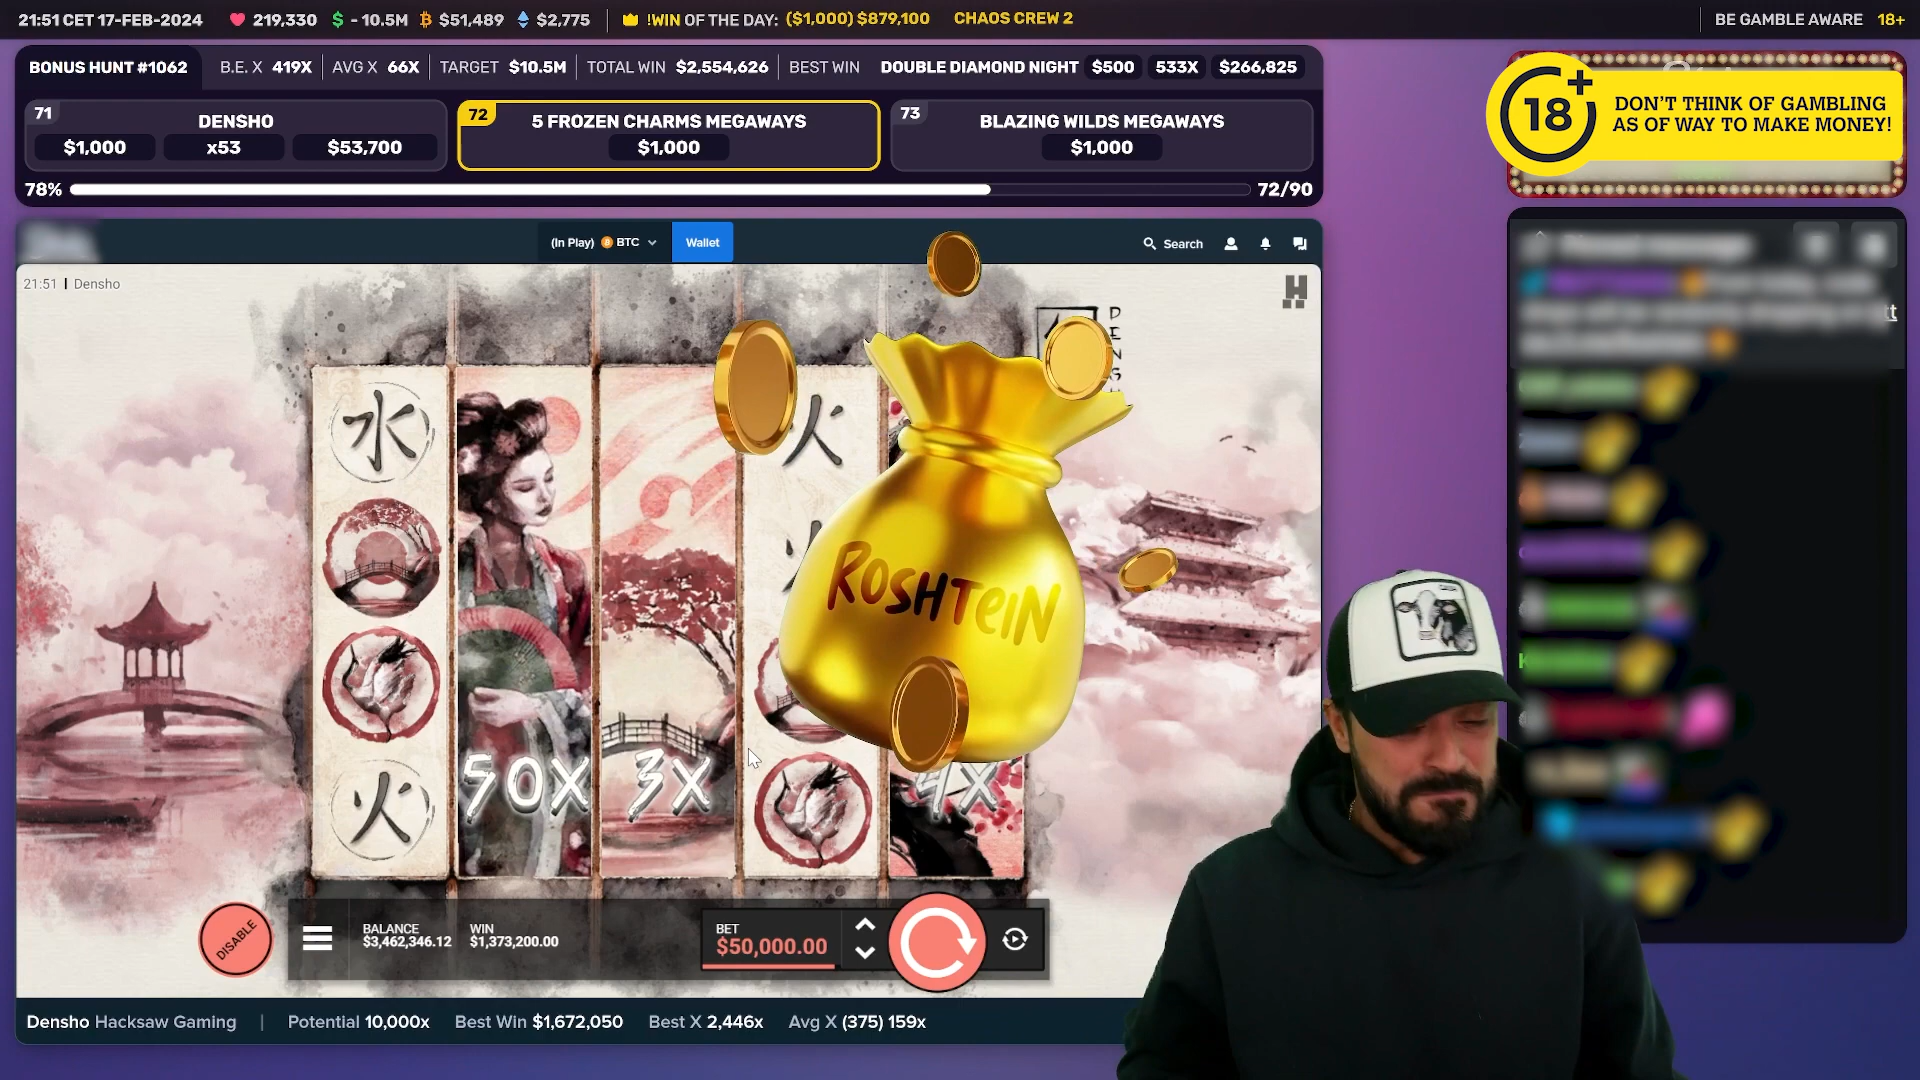 21:51 CET 17-FEB-2024 219,330 $ - 10.5M $51,489 $2,775 !WIN OF THE DAY: ($1,000) $879,100 CHAOS CREW 2 BE GAMBLE AWARE 18+
BONUS HUNT #1062 B.E. X 419X AVG X 66X TARGET $10.5M TOTAL WIN $2,554,626 BEST WIN DOUBLE DIAMOND NIGHT $500 533X $266,825
71 DENSHO
$1,000 x53 $53,700
72 5 FROZEN CHARMS MEGAWAYS
$1,000
73 BLAZING WILDS MEGAWAYS
$1,000
78% 72/90
18+ DON'T THINK OF GAMBLING
AS OF WAY TO MAKE MONEY!
(In Play) BTC Wallet Search
21:51 Densho
水
火
火
50X 3X 4X
ROSHTEIN
DISABLE
BALANCE
$3,462,346.12
WIN
$1,373,200.00
BET
$50,000.00
Densho Hacksaw Gaming | Potential 10,000x Best Win $1,672,050 Best X 2,446x Avg X (375) 159x